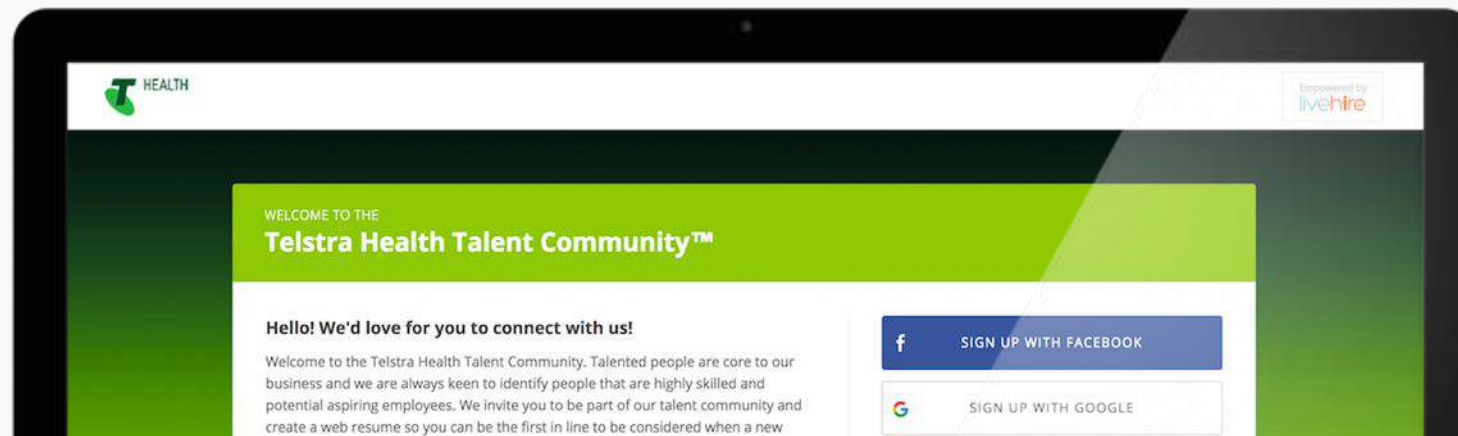 T HEALTH
Empowered by
livehire
WELCOME TO THE
Telstra Health Talent Community™
Hello! We'd love for you to connect with us!
Welcome to the Telstra Health Talent Community. Talented people are core to our
business and we are always keen to identify people that are highly skilled and
potential aspiring employees. We invite you to be part of our talent community and
create a web resume so you can be the first in line to be considered when a new
f SIGN UP WITH FACEBOOK
G SIGN UP WITH GOOGLE